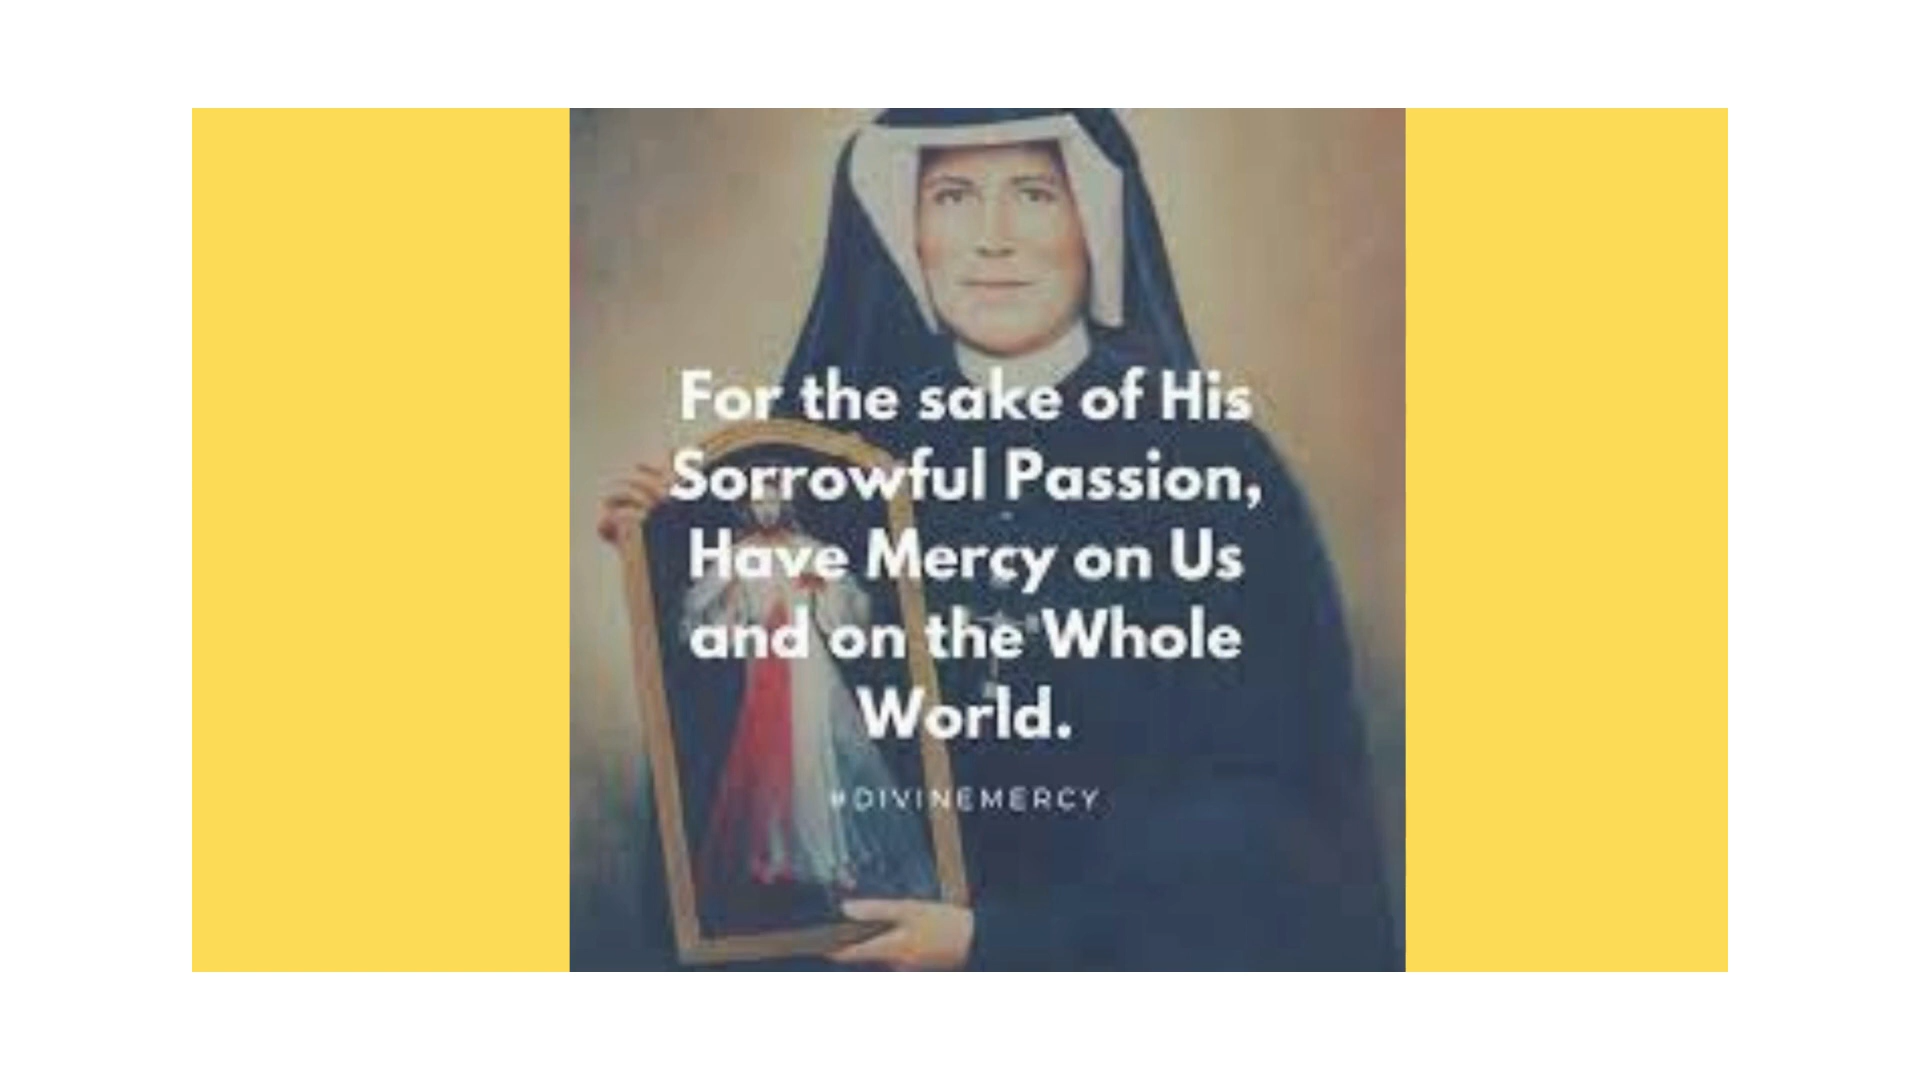 For the sake of His
Sorrowful Passion,
Have Mercy on Us
and on the Whole
World.
#DIVINEMERCY